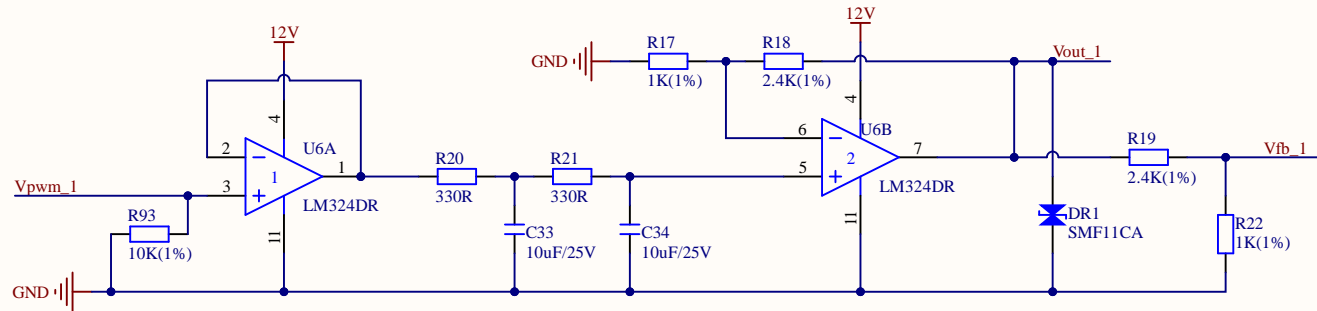 12V
12V
R17
R18
GND
Vout_1
1K(1%)
2.4K(1%)
4
4
U6A
6
U6B
R19
2
1
R20
R21
2
7
Vfb_1
Vpwm_1
3
1
5
LM324DR
330R
330R
LM324DR
2.4K(1%)
R93
11
C33
C34
11
DR1
R22
10K(1%)
10uF/25V
10uF/25V
SMF11CA
1K(1%)
GND